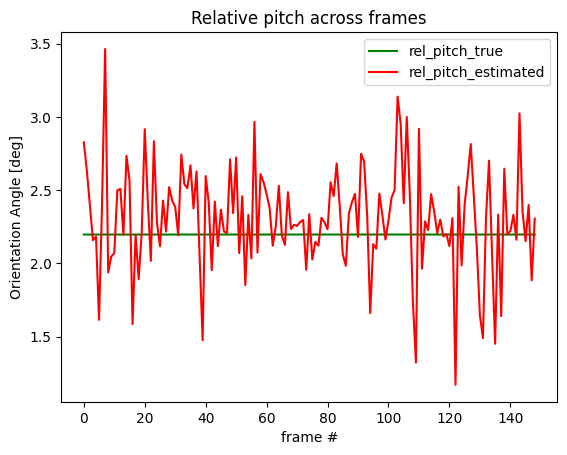 Relative pitch across frames
rel_pitch_true
rel_pitch_estimated
Orientation Angle [deg]
3.5
3.0
2.5
2.0
1.5
0 20 40 60 80 100 120 140
frame #